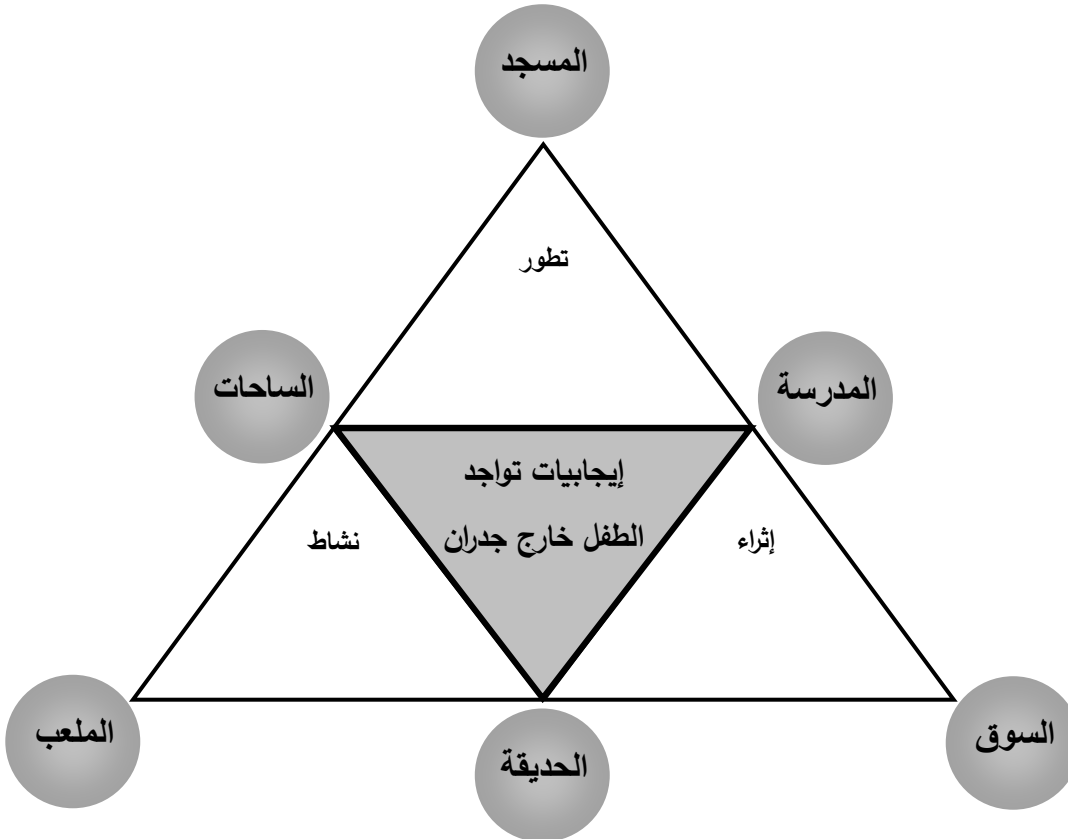 المسجد
تطور
المدرسة
الساحات
إيجابيات تواجد
الطفل خارج جدران
إثراء
نشاط
السوق
الحديقة
الملعب